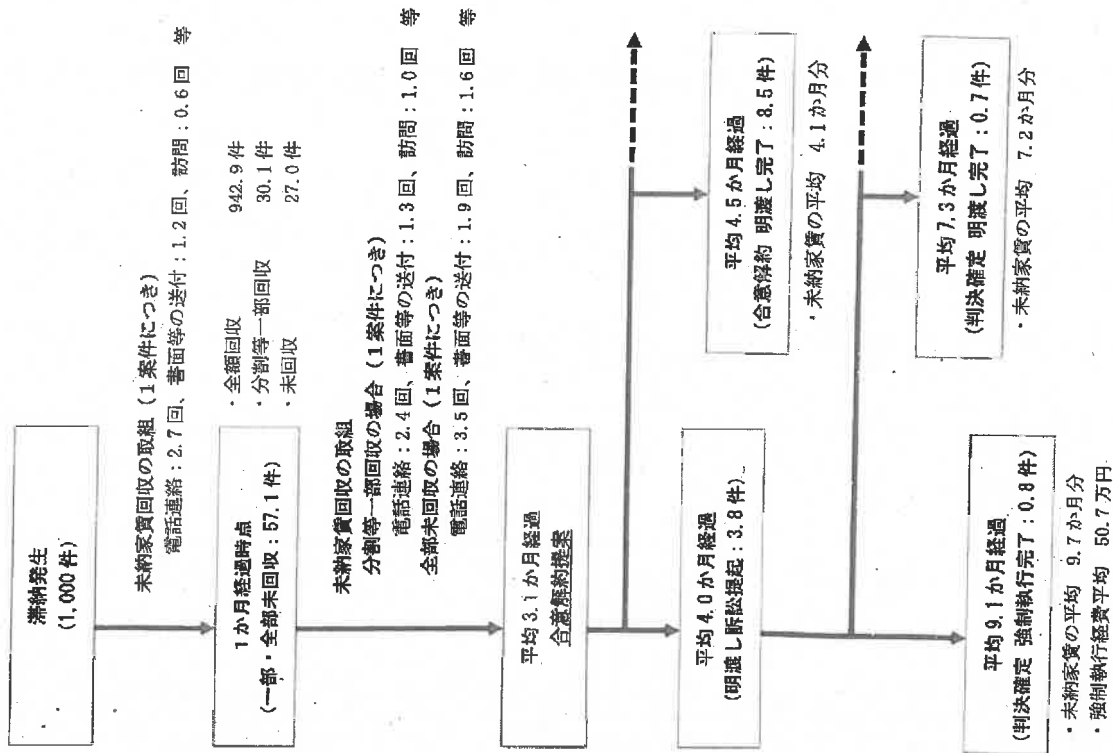 滞納発生
(1,000件)
未納家賃回収の取組(1案件につき)
電話連絡:2.7回、書面等の送付:1.2回、訪問:0.6回 等
1か月経過時点
(一部・全部未回収:57.1件)
・全額回収 942.9件
・分割等一部回収 30.1件
・未回収 27.0件
未納家賃回収の取組
分割等一部回収の場合(1案件につき)
電話連絡:2.4回、書面等の送付:1.3回、訪問:1.0回 等
全部未回収の場合(1案件につき)
電話連絡:3.5回、書面等の送付:1.9回、訪問:1.6回 等
平均3.1か月経過
合意解約提案
平均4.0か月経過
(明渡し訴訟提起:3.8件)
平均4.5か月経過
(合意解約 明渡し完了:8.5件)
・未納家賃の平均 4.1か月分
平均9.1か月経過
(判決確定 強制執行完了:0.8件)
・未納家賃の平均 9.7か月分
・強制執行経費平均 50.7万円
平均7.3か月経過
(判決確定 明渡し完了:0.7件)
・未納家賃の平均 7.2か月分